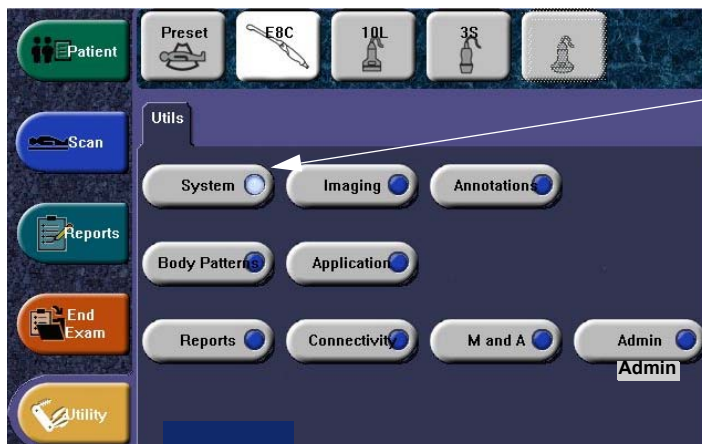 Preset
E8C
10L
3S
Patient
Utils
Scan
System
Imaging
Annotations
Body Patterns
Application
Reports
Reports
Connectivity
M and A
Admin
Admin
End
Exam
Utility